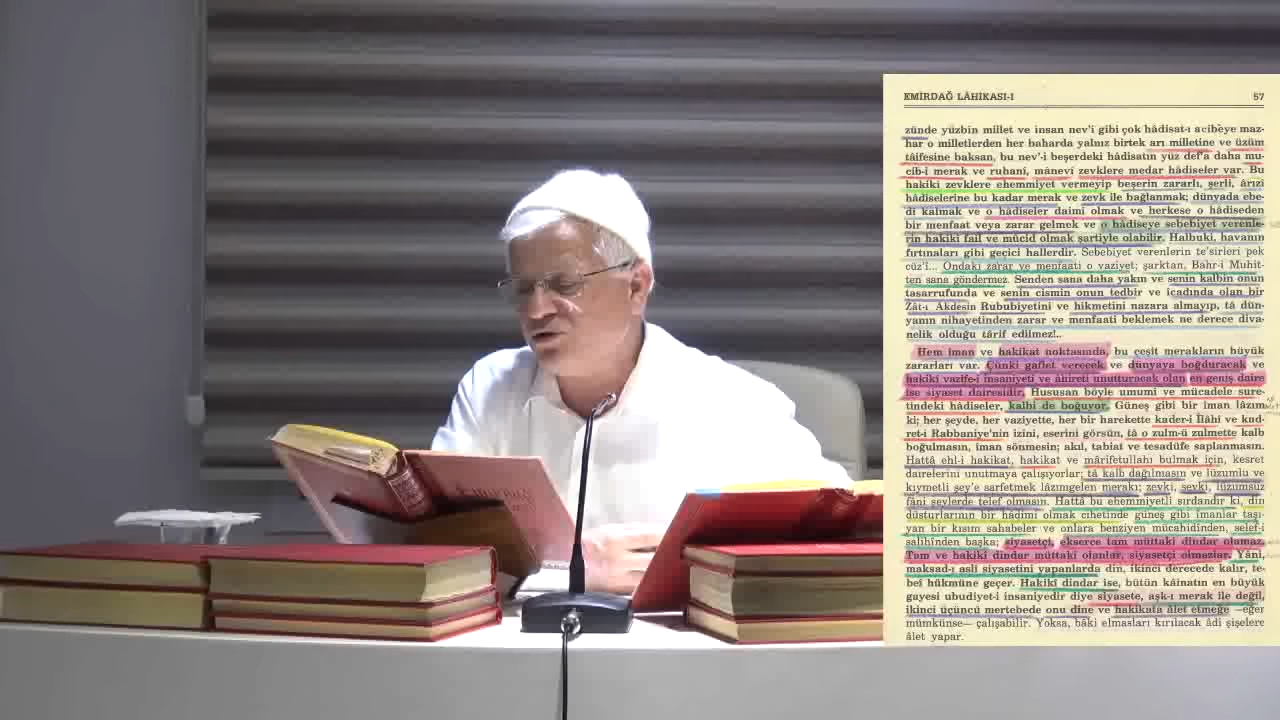 EMİRDAĞ LÂHİKASI-I 57
zünde yüzbin millet ve insan nev'i gibi çok hâdisat-ı acibeye maz-
har o milletlerden her baharda yalnız birtek arı milletine ve üzüm
tâifesine baksan, bu nev'-i beşerdeki hâdisatın yüz def'a daha mu-
cib-i merak ve ruhanî, mânevî zevklere medar hâdiseler var. Bu
hakikî zevklere ehemmiyet vermeyip beşerin zararlı, şerli, ârızî
hâdiselerine bu kadar merak ve zevk ile bağlanmak; dünyada ebe-
dî kalmak ve o hâdiseler daimî olmak ve herkese o hâdiseden
bir menfaat veya zarar gelmek ve o hâdiseye sebebiyet verenle-
rin hakikî fail ve mûcid olmak şartiyle olabilir. Halbuki, havanın
fırtınaları gibi geçici hallerdir. Sebebiyet verenlerin te'sirleri pek
cüz'î... Ondaki zarar ve menfaati o vaziyet; şarktan, Bahr-i Muhit-
ten sana göndermez. Senden sana daha yakın ve senin kalbin onun
tasarrufunda ve senin cismin onun tedbir ve icadında olan bir
Zât-ı Akdesin Rububiyetini ve hikmetini nazara almayıp, tâ dün-
yanın nihayetinden zarar ve menfaati beklemek ne derece diva-
nelik olduğu târif edilmez!..
Hem iman ve hakikat noktasında, bu çeşit merakların büyük
zararları var. Çünki gaflet verecek ve dünyaya boğduracak ve
hakikî vazife-i insaniyeti ve âhireti unutturacak olan en geniş daire
ise siyaset dairesidir. Hususan böyle umumî ve mücadele sure-
tindeki hâdiseler, kalbi de boğuyor. Güneş gibi bir iman lâzım
ki; her şeyde, her vaziyette, her bir harekette kader-i İlâhî ve kud-
ret-i Rabbaniye'nin izini, eserini görsün, tâ o zulm-ü zulmette kalb
boğulmasın, iman sönmesin; akıl, tabiat ve tesadüfe saplanmasın.
Hattâ ehl-i hakikat, hakikat ve mârifetullahı bulmak için, kesret
dairelerini unutmaya çalışıyorlar; tâ kalb dağılmasın ve lüzumlu ve
kıymetli şey'e sarfetmek lâzımgelen merakı; zevki, şevki, lüzumsuz
fâni şeylerde telef olmasın. Hattâ bu ehemmiyetli sırdandır ki, din
düsturlarının bir hâdimi olmak cihetinde güneş gibi imanlar taşı-
yan bir kısım sahabeler ve onlara benziyen mücahidînden, selef-i
salihînden başka; siyasetçi, ekserce tam müttaki dindar olamaz.
Tam ve hakikî dindar müttaki olanlar, siyasetçi olmazlar. Yâni,
maksad-ı aslî siyasetini yapanlarda din, ikinci derecede kalır, te-
beî hükmüne geçer. Hakikî dindar ise, bütün kâinatın en büyük
gayesi ubudiyet-i insaniyedir diye siyasete, aşk-ı merak ile değil,
ikinci üçüncü mertebede onu dine ve hakikata âlet etmeğe —eğer
mümkünse— çalışabilir. Yoksa, bâki elmasları kırılacak âdi şişelere
âlet yapar.